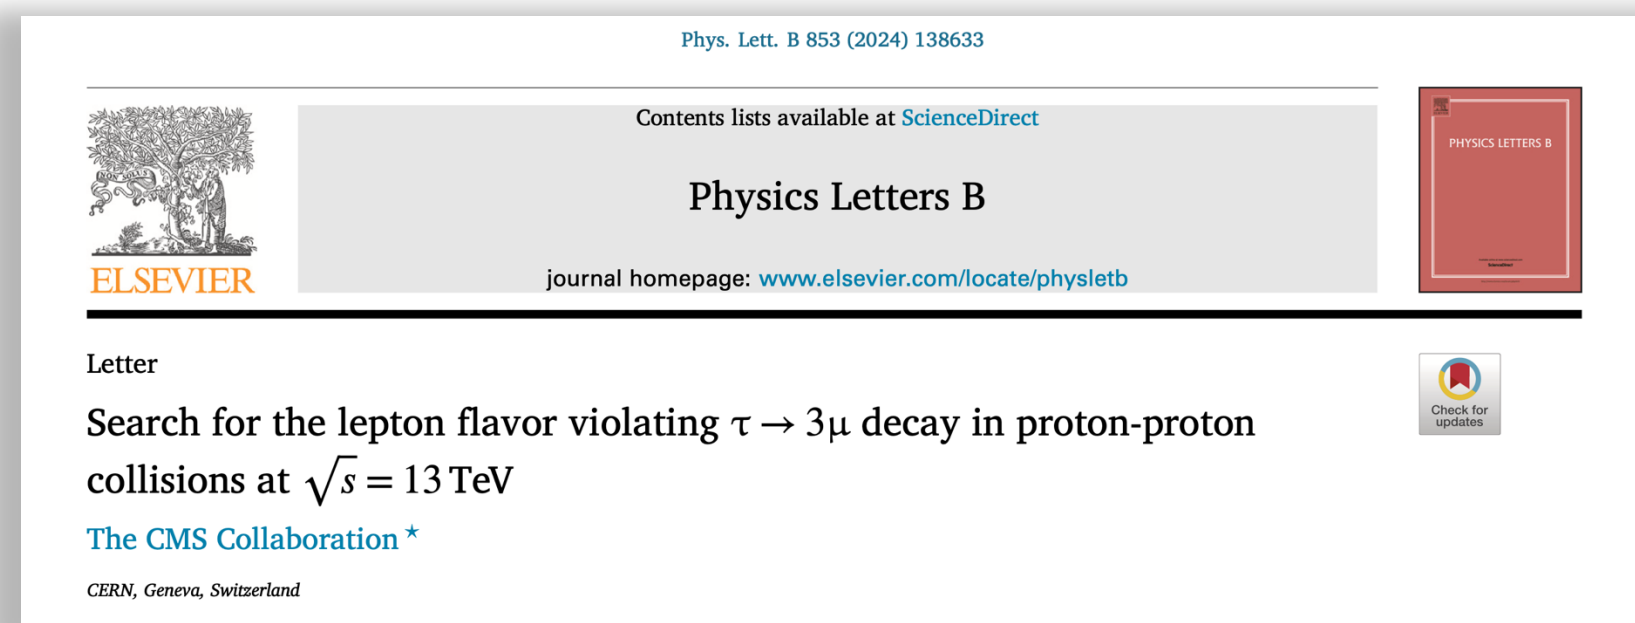 Phys. Lett. B 853 (2024) 138633
Contents lists available at ScienceDirect
Physics Letters B
journal homepage: www.elsevier.com/locate/physletb
NON SOLUS
ELSEVIER
PHYSICS LETTERS B
Letter
Search for the lepton flavor violating τ → 3μ decay in proton-proton
collisions at √s = 13 TeV
The CMS Collaboration ⋆
CERN, Geneva, Switzerland
Check for
updates